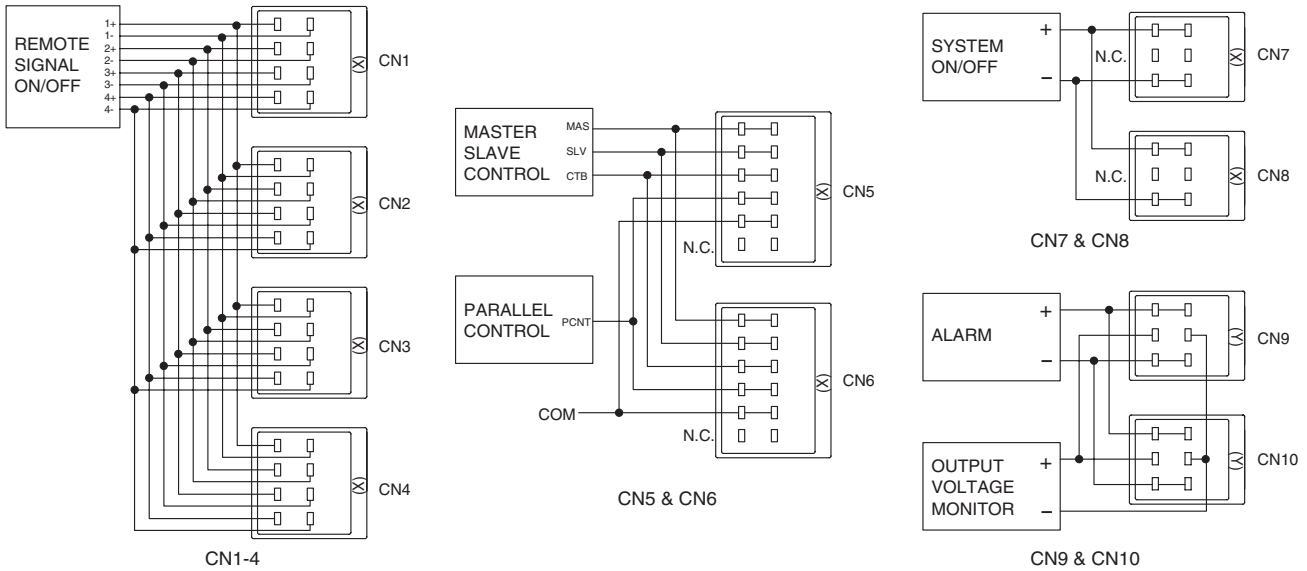 REMOTE
SIGNAL
ON/OFF
1+
1-
2+
2-
3+
3-
4+
4-
(X)
CN1
(X)
CN2
(X)
CN3
(X)
CN4
CN1-4
MASTER
SLAVE
CONTROL
MAS
SLV
CTB
N.C.
(X)
CN5
PARALLEL
CONTROL
PCNT
COM
N.C.
(X)
CN6
CN5 & CN6
SYSTEM
ON/OFF
+
−
N.C.
(X)
CN7
N.C.
(X)
CN8
CN7 & CN8
ALARM
+
−
(Y)
CN9
OUTPUT
VOLTAGE
MONITOR
+
−
(Y)
CN10
CN9 & CN10